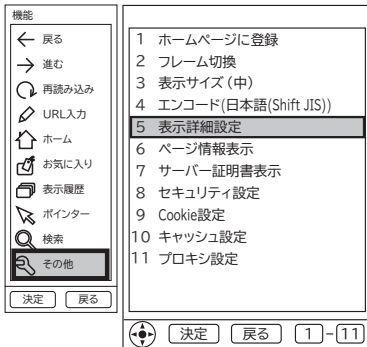 機能
戻る
進む
再読み込み
URL入力
ホーム
お気に入り
表示履歴
ポインター
検索
その他
決定 戻る
1 ホームページに登録
2 フレーム切換
3 表示サイズ（中）
4 エンコード(日本語(Shift JIS))
5 表示詳細設定
6 ページ情報表示
7 サーバー証明書表示
8 セキュリティ設定
9 Cookie設定
10 キャッシュ設定
11 プロキシ設定
決定 戻る 1-11